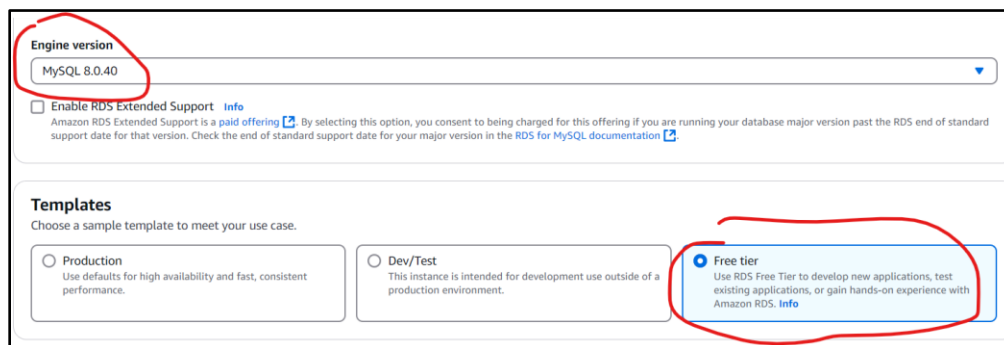 Engine version
MySQL 8.0.40
Enable RDS Extended Support Info
Amazon RDS Extended Support is a paid offering. By selecting this option, you consent to being charged for this offering if you are running your database major version past the RDS end of standard
support date for that version. Check the end of standard support date for your major version in the RDS for MySQL documentation.
Templates
Choose a sample template to meet your use case.
Production
Use defaults for high availability and fast, consistent
performance.
Dev/Test
This instance is intended for development use outside of a
production environment.
Free tier
Use RDS Free Tier to develop new applications, test
existing applications, or gain hands-on experience with
Amazon RDS. Info